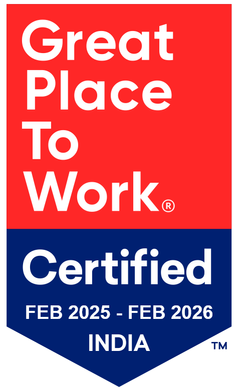 Great
Place
To
Work®
Certified
FEB 2025 - FEB 2026
INDIA
™